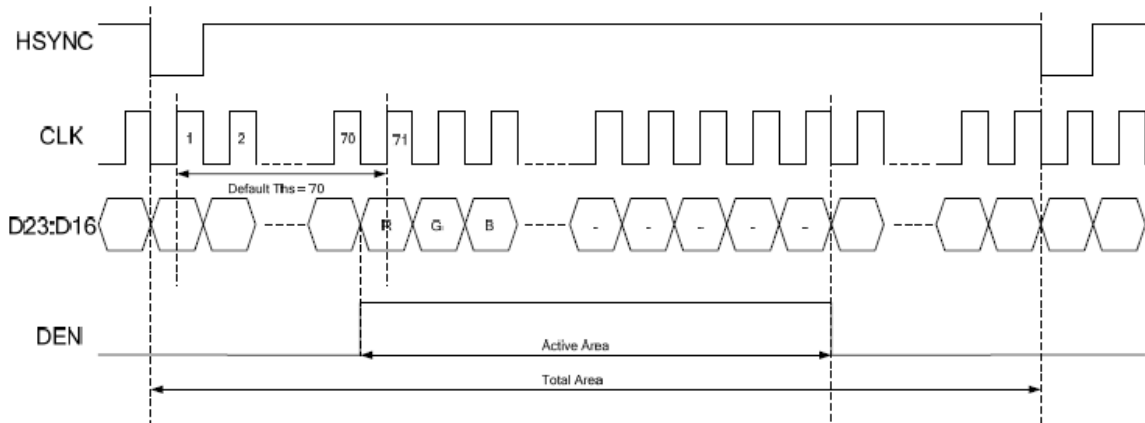 HSYNC
CLK
1 2 70 71
Default Ths = 70
D23:D16
R G B - - - - -
DEN
Active Area
Total Area